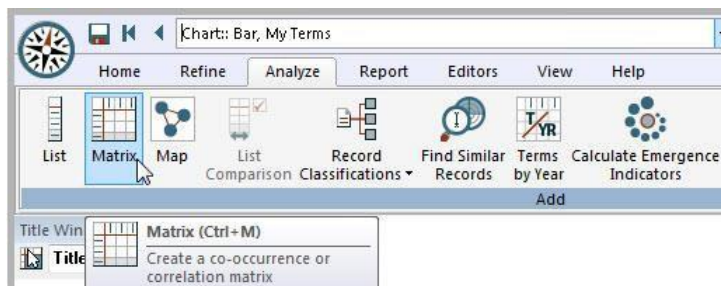 Chart:: Bar, My Terms
Home Refine Analyze Report Editors View Help
T/YR
List Matrix Map List Comparison Record Classifications Find Similar Records Terms by Year Calculate Emergence Indicators
Add
Title Win
Title
Matrix (Ctrl+M)
Create a co-occurrence or
correlation matrix